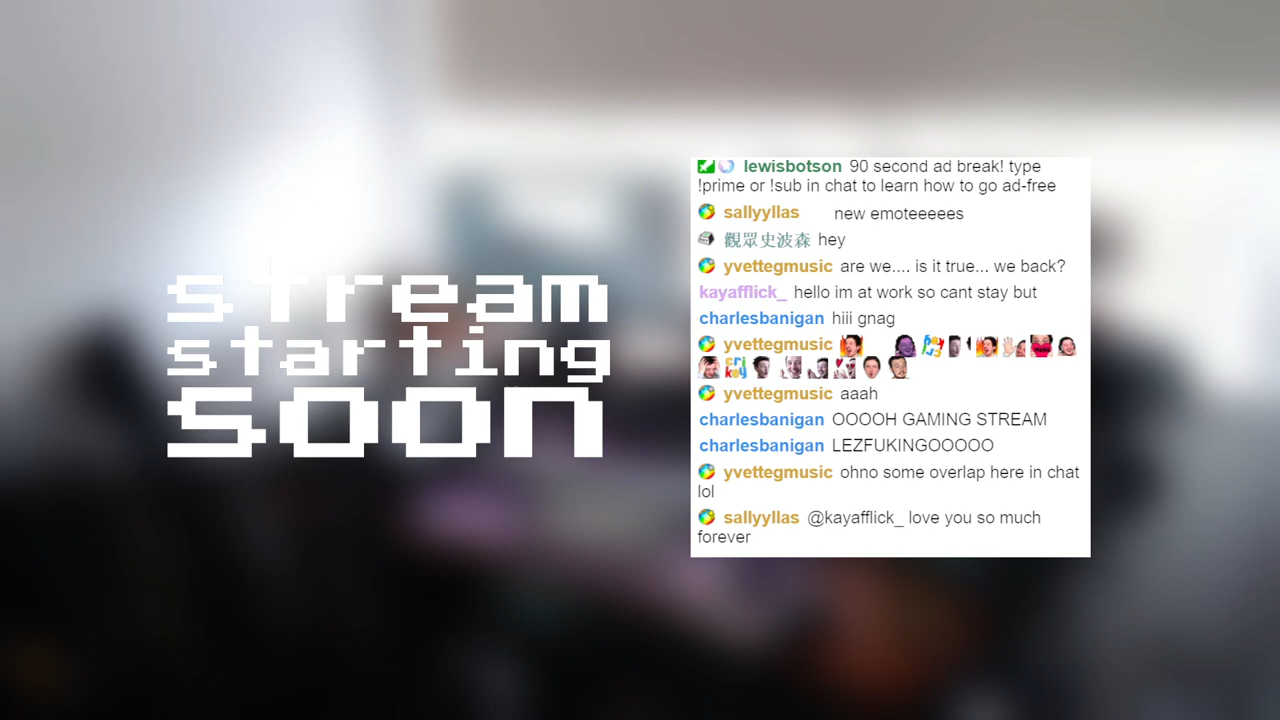 stream
starting
soon
lewisbotson 90 second ad break! type
!prime or !sub in chat to learn how to go ad-free
sallyyllas new emoteeeees
觀眾史波森 hey
yvettegmusic are we.... is it true... we back?
kayafflick_ hello im at work so cant stay but
charlesbanigan hiii gnag
yvettegmusic
cri
key
yvettegmusic aaah
charlesbanigan OOOOH GAMING STREAM
charlesbanigan LEZFUKINGOOOOO
yvettegmusic ohno some overlap here in chat
lol
sallyyllas @kayafflick_ love you so much
forever